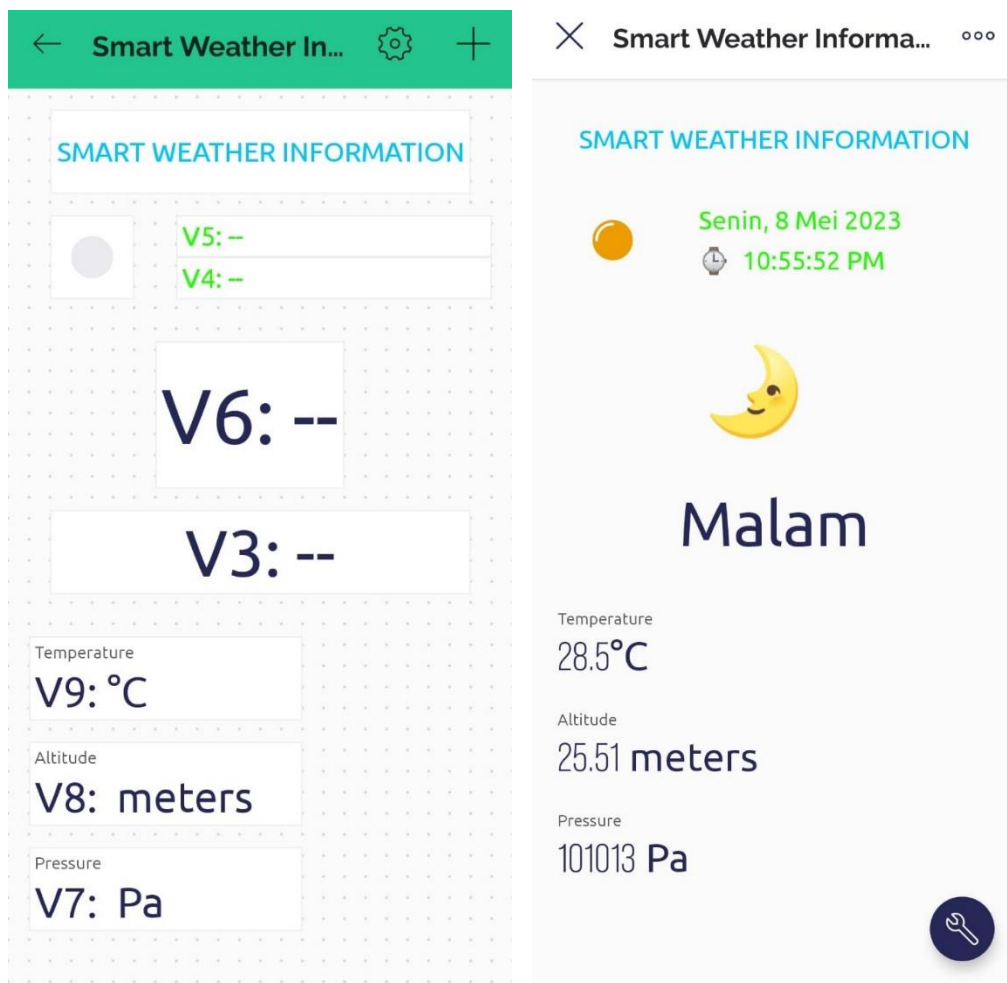 Smart Weather In...
SMART WEATHER INFORMATION
V5: --
V4: --
V6: --
V3: --
Temperature
V9: °C
Altitude
V8: meters
Pressure
V7: Pa
Smart Weather Informa...
SMART WEATHER INFORMATION
Senin, 8 Mei 2023
10:55:52 PM
Malam
Temperature
28.5°C
Altitude
25.51 meters
Pressure
101013 Pa